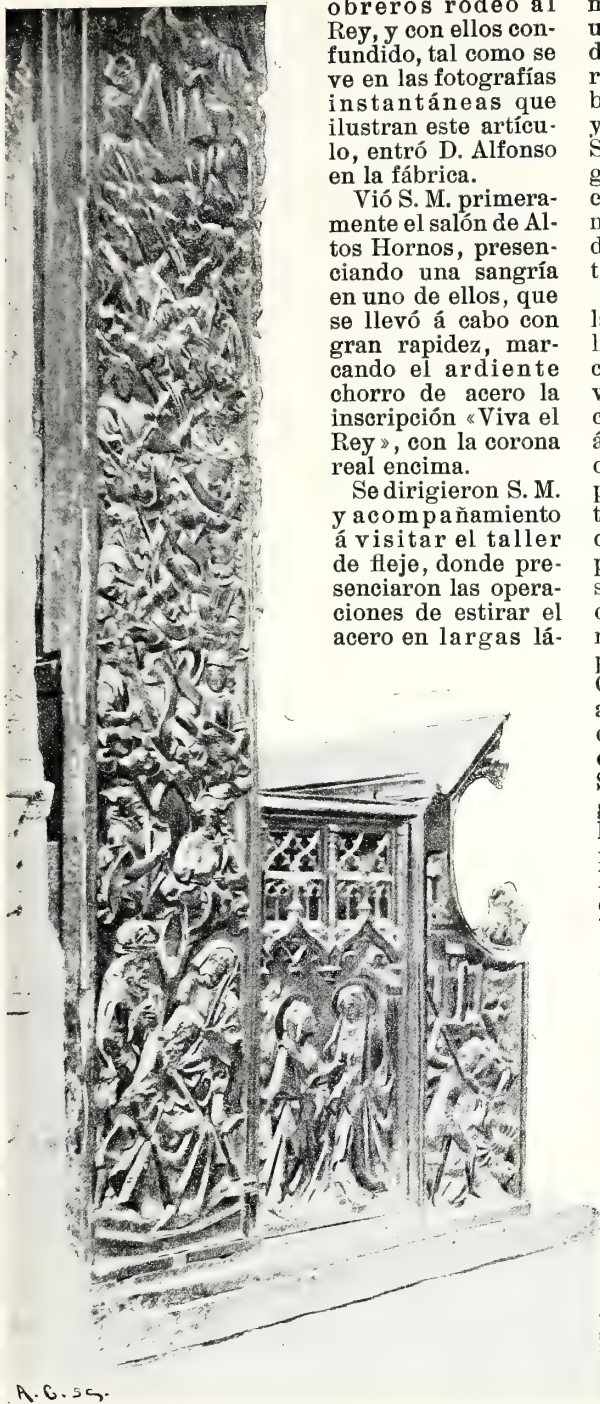 obreros rodeó al
Rey, y con ellos con-
fundido, tal como se
ve en las fotografías
instantáneas que
ilustran este artícu-
lo, entró D. Alfonso
en la fábrica.
Vió S. M. primera-
mente el salón de Al-
tos Hornos, presen-
ciando una sangría
en uno de ellos, que
se llevó á cabo con
gran rapidez, mar-
cando el ardiente
chorro de acero la
inscripción «Viva el
Rey», con la corona
real encima.
Se dirigieron S. M.
y acompañamiento
á visitar el taller
de fleje, donde pre-
senciaron las opera-
ciones de estirar el
acero en largas lá-